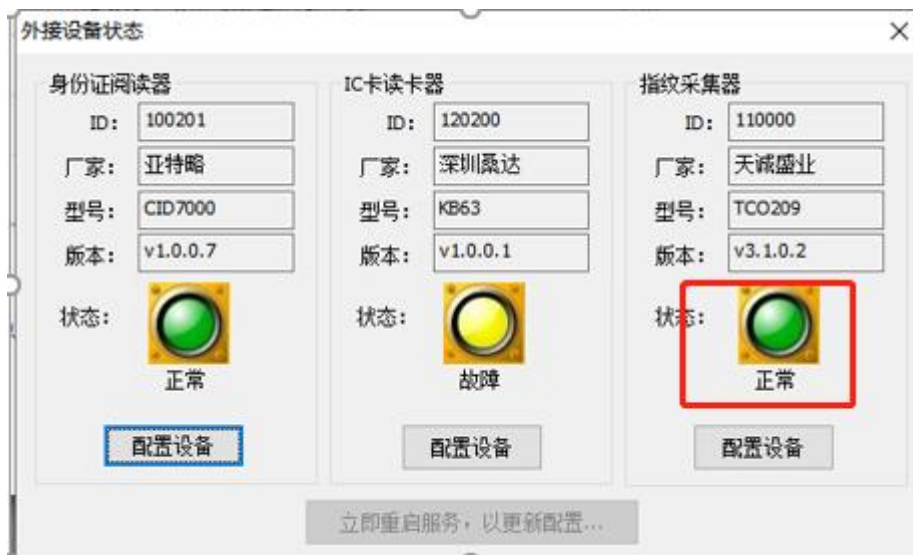 外接设备状态
身份证阅读器
ID: 100201
厂家: 亚特略
型号: CID7000
版本: v1.0.0.7
状态:
正常
配置设备
IC卡读卡器
ID: 120200
厂家: 深圳桑达
型号: KB63
版本: v1.0.0.1
状态:
故障
配置设备
指纹采集器
ID: 110000
厂家: 天诚盛业
型号: TCO209
版本: v3.1.0.2
状态:
正常
配置设备
立即重启服务，以更新配置...